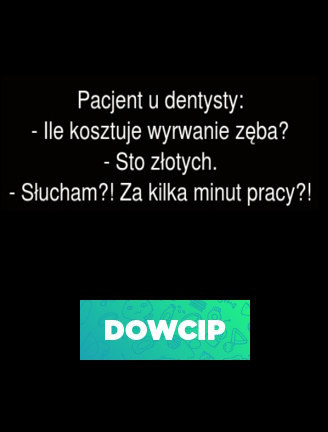 Pacjent u dentysty:
- Ile kosztuje wyrwanie zęba?
- Sto złotych.
- Słucham?! Za kilka minut pracy?!
DOWCIP